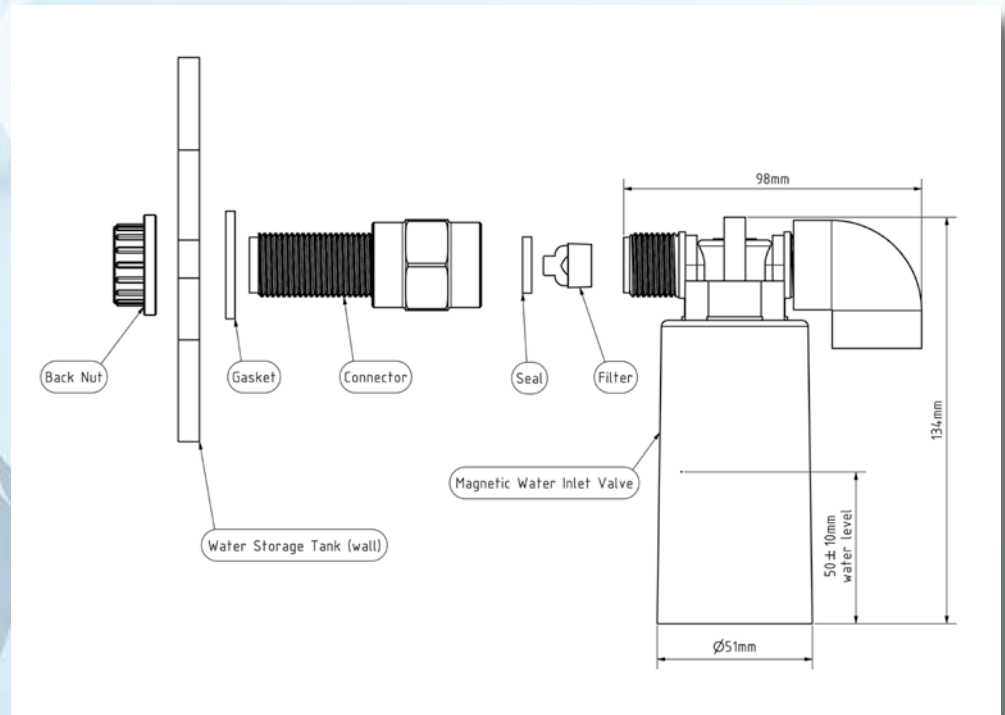 98mm
Back Nut
Gasket
Connector
Seal
Filter
134mm
Magnetic Water Inlet Valve
50±10mm
water level
Water Storage Tank (wall)
Ø51mm